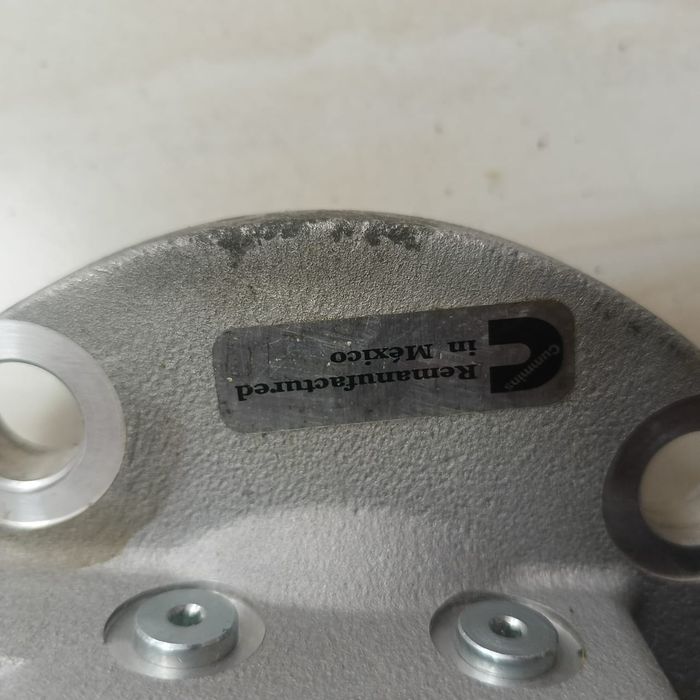 Cummins
Remanufactured
in México